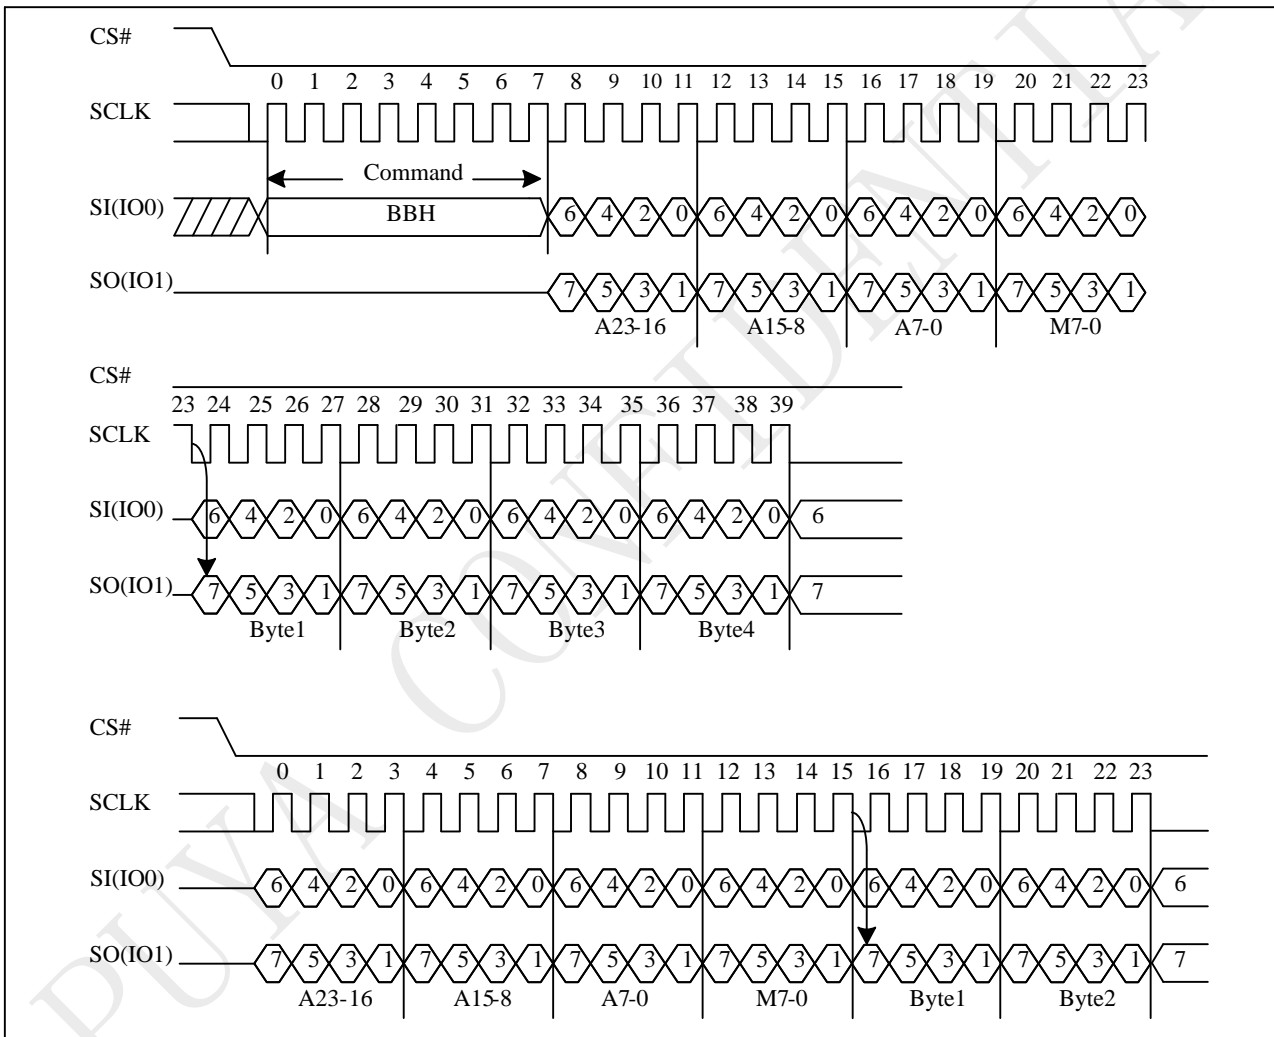 CS#
0 1 2 3 4 5 6 7 8 9 10 11 12 13 14 15 16 17 18 19 20 21 22 23
SCLK
Command
SI(IO0) BBH 6 4 2 0 6 4 2 0 6 4 2 0 6 4 2 0
SO(IO1) 7 5 3 1 7 5 3 1 7 5 3 1 7 5 3 1
A23-16 A15-8 A7-0 M7-0
CS#
23 24 25 26 27 28 29 30 31 32 33 34 35 36 37 38 39
SCLK
SI(IO0) 6 4 2 0 6 4 2 0 6 4 2 0 6 4 2 0 6
SO(IO1) 7 5 3 1 7 5 3 1 7 5 3 1 7 5 3 1 7
Byte1 Byte2 Byte3 Byte4
CS#
0 1 2 3 4 5 6 7 8 9 10 11 12 13 14 15 16 17 18 19 20 21 22 23
SCLK
SI(IO0) 6 4 2 0 6 4 2 0 6 4 2 0 6 4 2 0 6 4 2 0 6 4 2 0 6
SO(IO1) 7 5 3 1 7 5 3 1 7 5 3 1 7 5 3 1 7 5 3 1 7 5 3 1 7
A23-16 A15-8 A7-0 M7-0 Byte1 Byte2
PUYA CONFIDENTIA